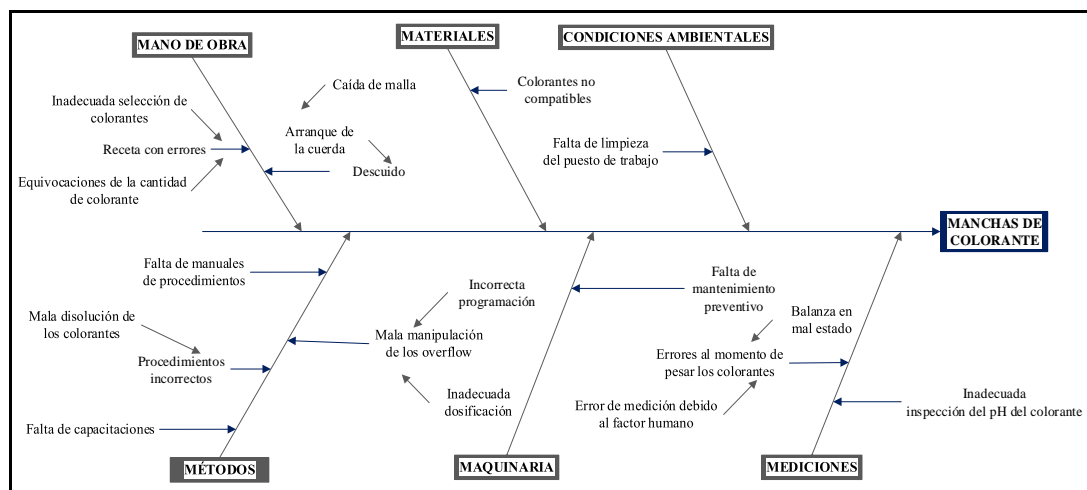 MANO DE OBRA
MATERIALES
CONDICIONES AMBIENTALES
Caída de malla
Colorantes no
compatibles
Inadecuada selección de
colorantes
Receta con errores
Equivocaciones de la cantidad
de colorante
Arranque de
la cuerda
Descuido
Falta de limpieza
del puesto de trabajo
MANCHAS DE
COLORANTE
Falta de manuales
de procedimientos
Mala disolución de
los colorantes
Procedimientos
incorrectos
Falta de capacitaciones
Incorrecta
programación
Mala manipulación
de los overflow
Inadecuada
dosificación
Falta de
mantenimiento
preventivo
Balanza en
mal estado
Errores al momento de
pesar los colorantes
Error de medición debido
al factor humano
Inadecuada
inspección del pH del colorante
MÉTODOS
MAQUINARIA
MEDICIONES